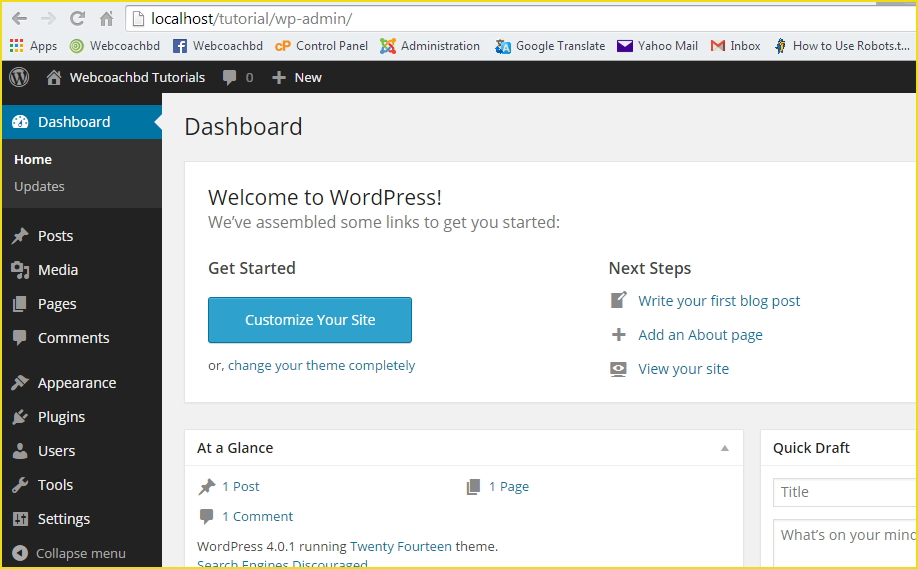 localhost/tutorial/wp-admin/
Apps Webcoachbd Webcoachbd Control Panel Administration Google Translate Yahoo Mail Inbox How to Use Robots.t...
Webcoachbd Tutorials 0 New
Dashboard
Home
Updates
Posts
Media
Pages
Comments
Appearance
Plugins
Users
Tools
Settings
Collapse menu
Dashboard
Welcome to WordPress!
We've assembled some links to get you started:
Get Started
Customize Your Site
or, change your theme completely
Next Steps
Write your first blog post
Add an About page
View your site
At a Glance
1 Post 1 Page
1 Comment
WordPress 4.0.1 running Twenty Fourteen theme.
Search Engines Discouraged
Quick Draft
Title
What's on your mind